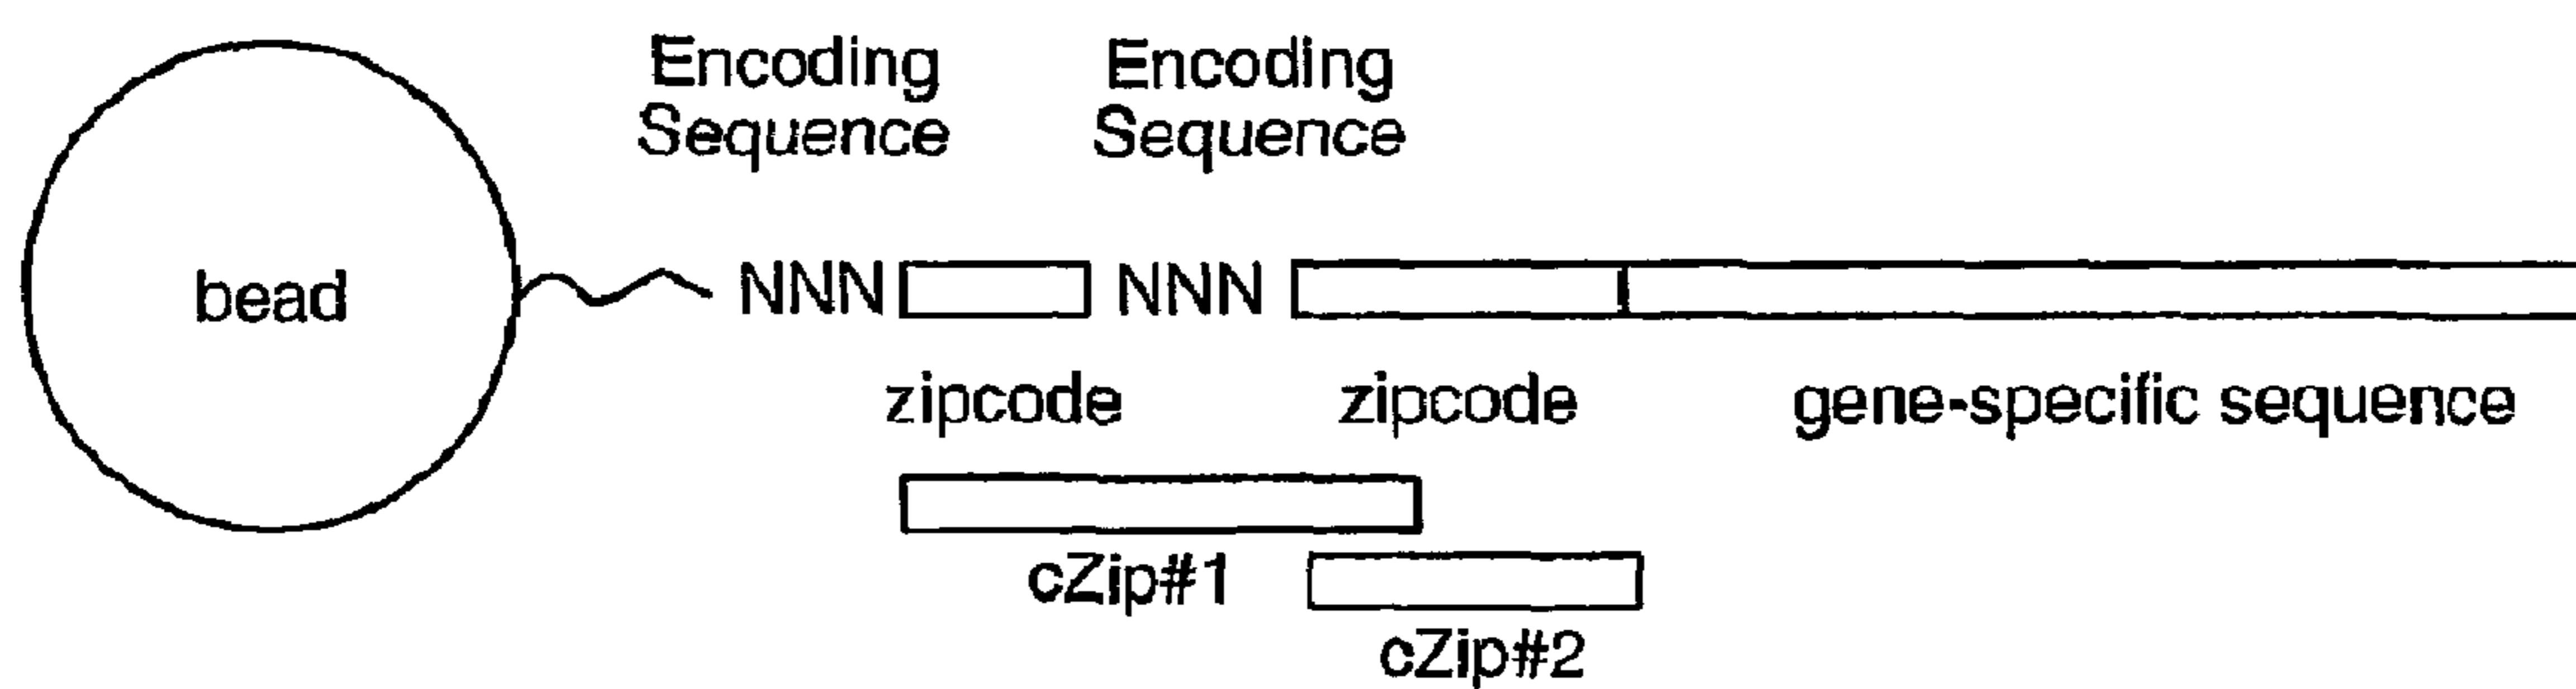 Encoding Sequence
Encoding Sequence
bead
NNN
NNN
zipcode
zipcode
gene-specific sequence
cZip#1
cZip#2